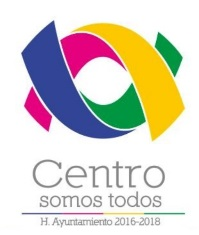 Centro
somos todos
H. Ayuntamiento 2016-2018